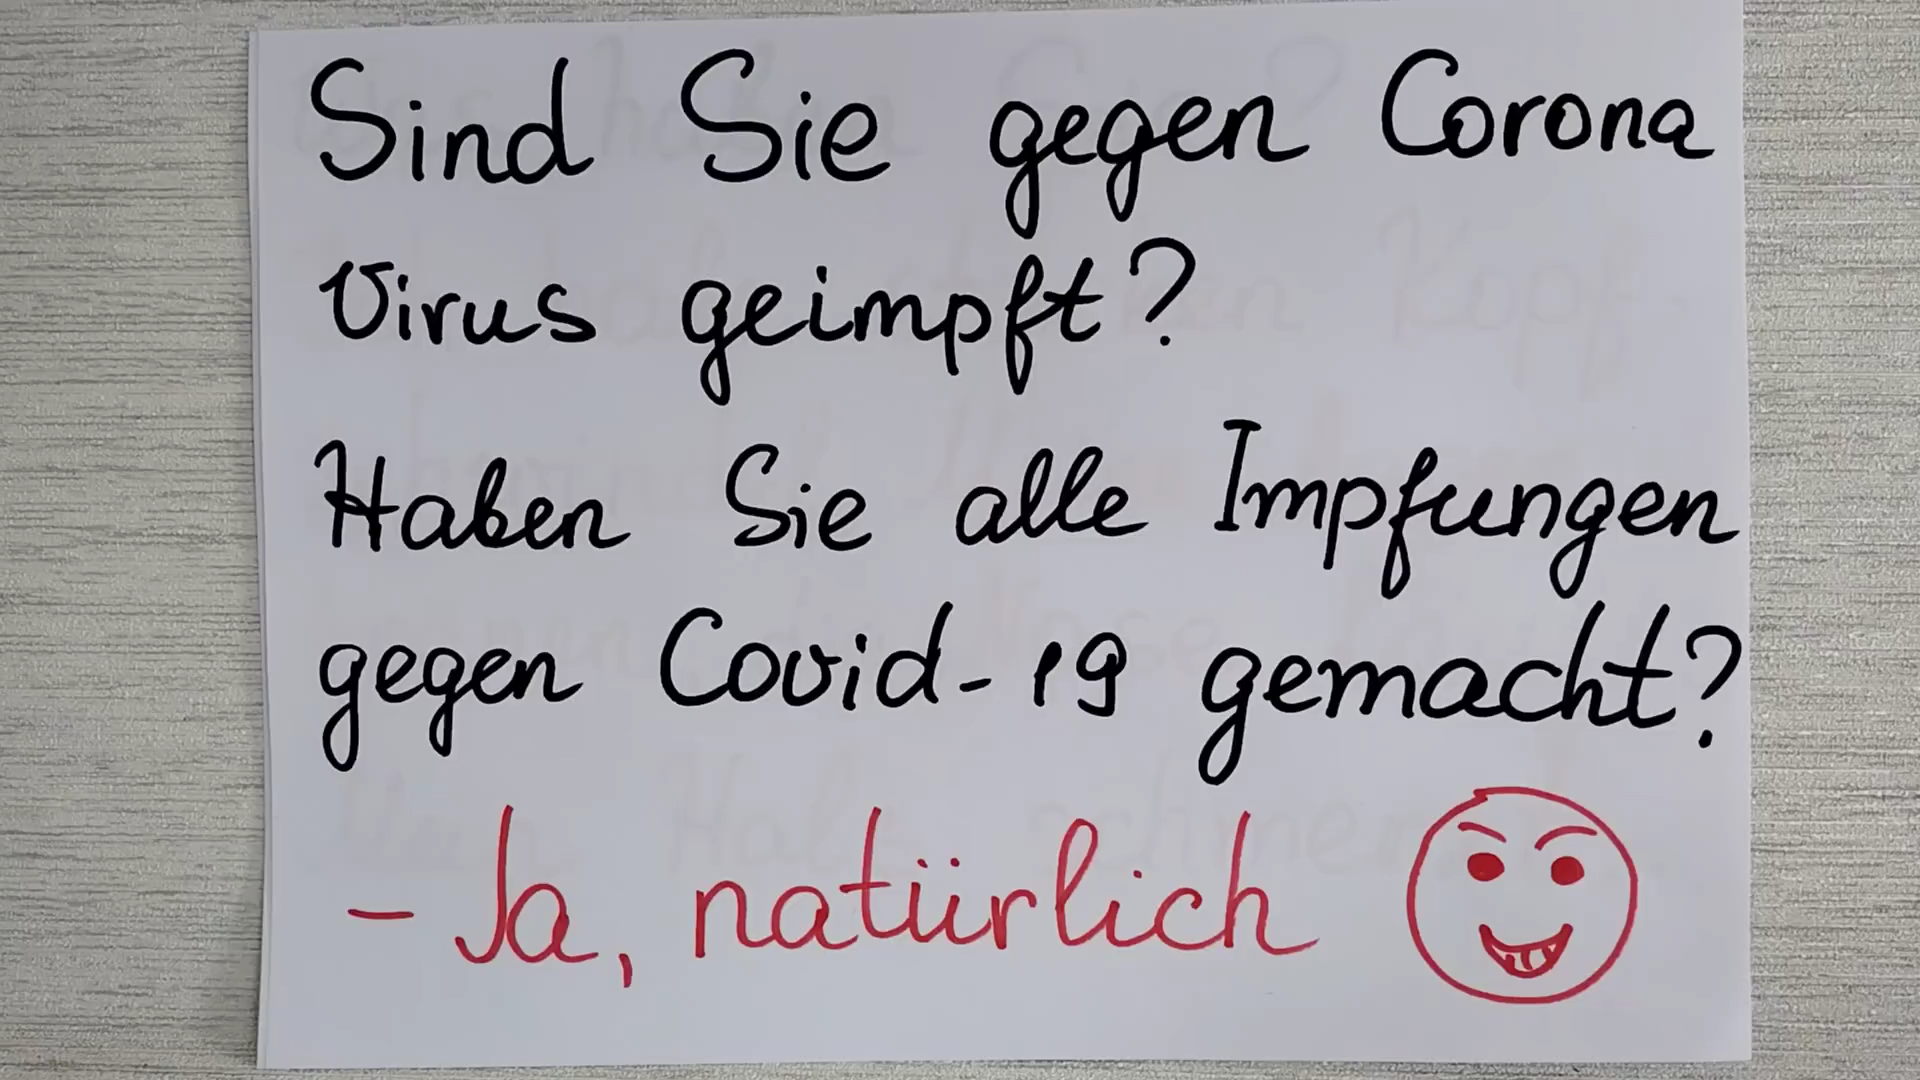 Sind Sie gegen Corona
Virus geimpft?
Haben Sie alle Impfungen
gegen Covid-19 gemacht?
- Ja, natürlich